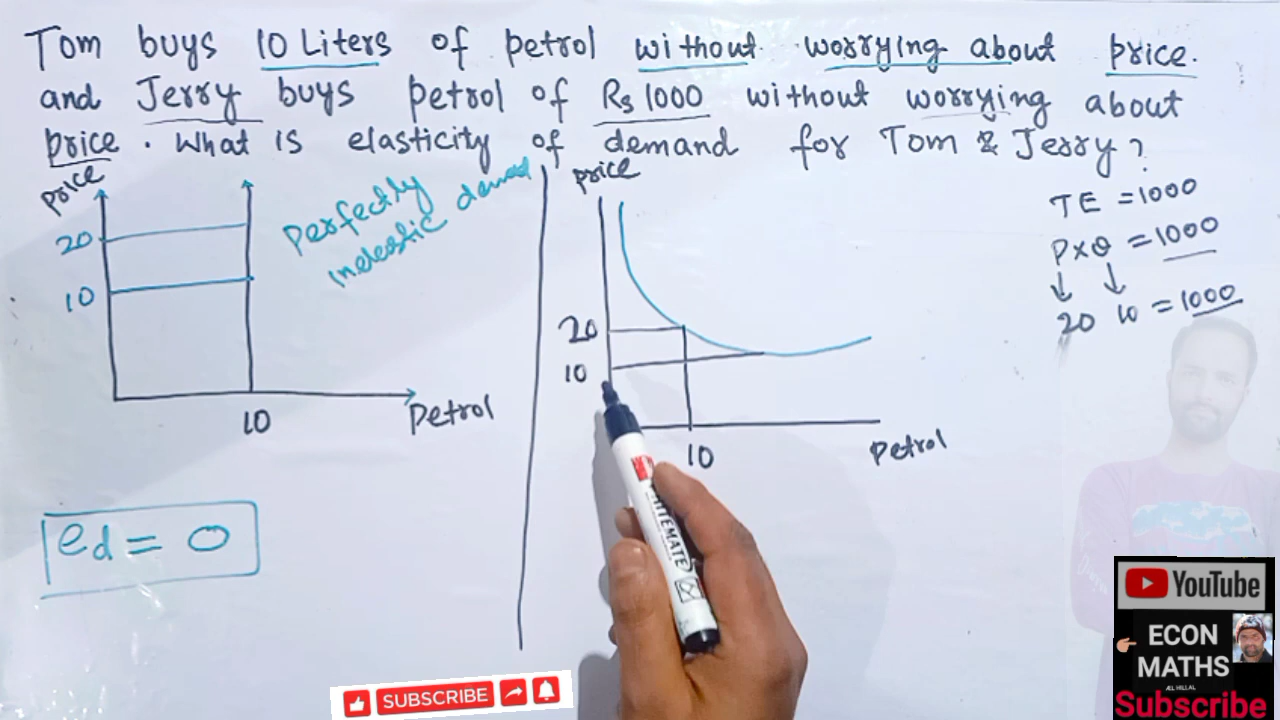 Tom buys 10 Liters of petrol without worrying about price.
and Jerry buys petrol of Rs 1000 without worrying about
price. What is elasticity of demand for Tom & Jerry?
price
20
10
10
Petrol
Perfectly
inelestic demand
ed = 0
price
20
10
10
Petrol
TE = 1000
P×Q = 1000
20 10 = 1000
WHITEMATE
SUBSCRIBE
YouTube
ECON
MATHS
Subscribe